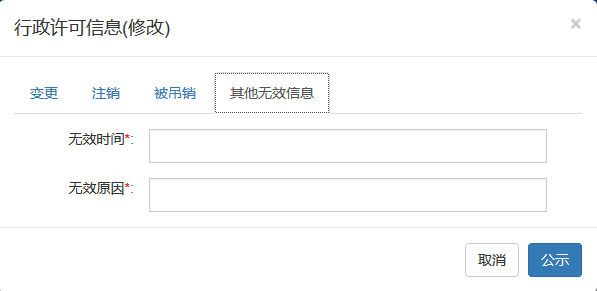 行政许可信息(修改)
×
变更 注销 被吊销 其他无效信息
无效时间*:
无效原因*:
取消 公示